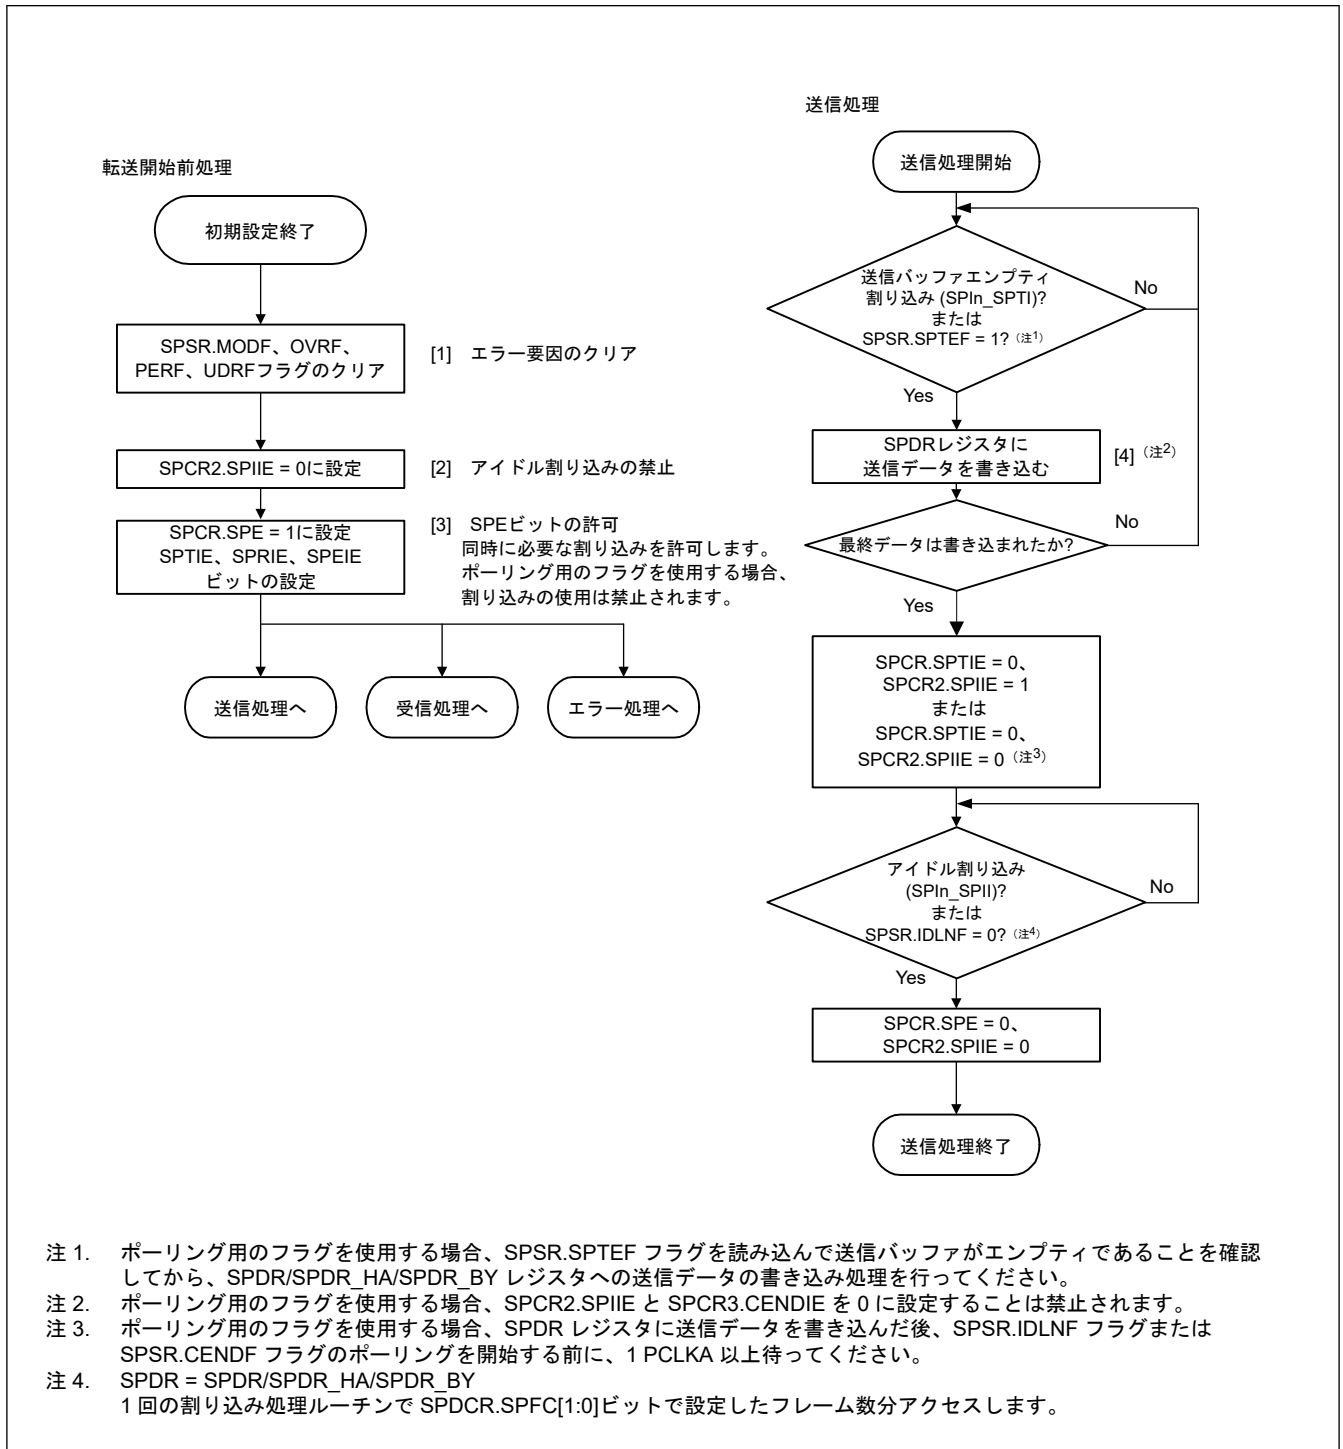 転送開始前処理
初期設定終了
SPSR.MODF、OVRF、
PERF、UDRFフラグのクリア
[1] エラー要因のクリア
SPCR2.SPIIE = 0に設定
[2] アイドル割り込みの禁止
SPCR.SPE = 1に設定
SPTIE、SPRIE、SPEIE
ビットの設定
[3] SPEビットの許可
同時に必要な割り込みを許可します。
ポーリング用のフラグを使用する場合、
割り込みの使用は禁止されます。
送信処理へ
受信処理へ
エラー処理へ
送信処理
送信処理開始
送信バッファエンプティ
割り込み (SPIn_SPTI)?
または
SPSR.SPTEF = 1?（注1）
No
Yes
SPDRレジスタに
送信データを書き込む
[4]（注2）
最終データは書き込まれたか?
No
Yes
SPCR.SPTIE = 0、
SPCR2.SPIIE = 1
または
SPCR.SPTIE = 0、
SPCR2.SPIIE = 0（注3）
アイドル割り込み
(SPIn_SPII)?
または
SPSR.IDLNF = 0?（注4）
No
Yes
SPCR.SPE = 0、
SPCR2.SPIIE = 0
送信処理終了
注 1. ポーリング用のフラグを使用する場合、SPSR.SPTEF フラグを読み込んで送信バッファがエンプティであることを確認
してから、SPDR/SPDR_HA/SPDR_BY レジスタへの送信データの書き込み処理を行ってください。
注 2. ポーリング用のフラグを使用する場合、SPCR2.SPIIE と SPCR3.CENDIE を 0 に設定することは禁止されます。
注 3. ポーリング用のフラグを使用する場合、SPDR レジスタに送信データを書き込んだ後、SPSR.IDLNF フラグまたは
SPSR.CENDF フラグのポーリングを開始する前に、1 PCLKA 以上待ってください。
注 4. SPDR = SPDR/SPDR_HA/SPDR_BY
1 回の割り込み処理ルーチンで SPDCR.SPFC[1:0]ビットで設定したフレーム数分アクセスします。